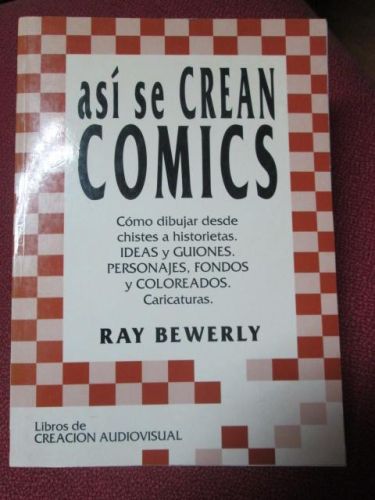 así se CREAN
COMICS
Cómo dibujar desde
chistes a historietas.
IDEAS y GUIONES.
PERSONAJES, FONDOS
y COLOREADOS.
Caricaturas.
RAY BEWERLY
Libros de
CREACION AUDIOVISUAL